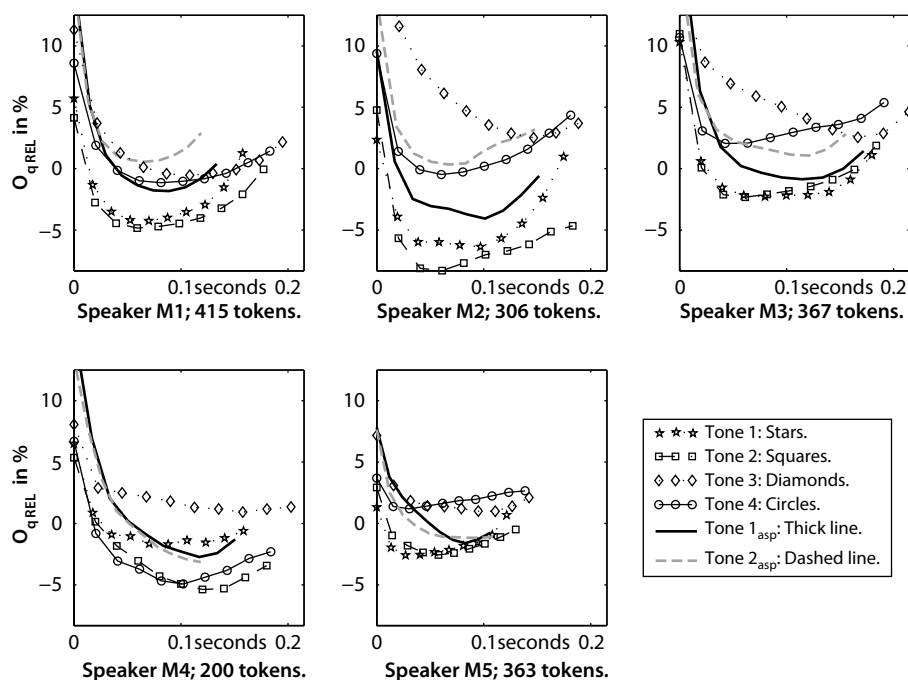 10
5
0
−5
O_qREL in %
0
0.1seconds
0.2
Speaker M1; 415 tokens.
10
5
0
−5
0
0.1seconds
0.2
Speaker M2; 306 tokens.
10
5
0
−5
0
0.1seconds
0.2
Speaker M3; 367 tokens.
10
5
0
−5
O_qREL in %
0
0.1seconds
0.2
Speaker M4; 200 tokens.
10
5
0
−5
0
0.1seconds
0.2
Speaker M5; 363 tokens.
Tone 1: Stars.
Tone 2: Squares.
Tone 3: Diamonds.
Tone 4: Circles.
Tone 1asp: Thick line.
Tone 2asp: Dashed line.